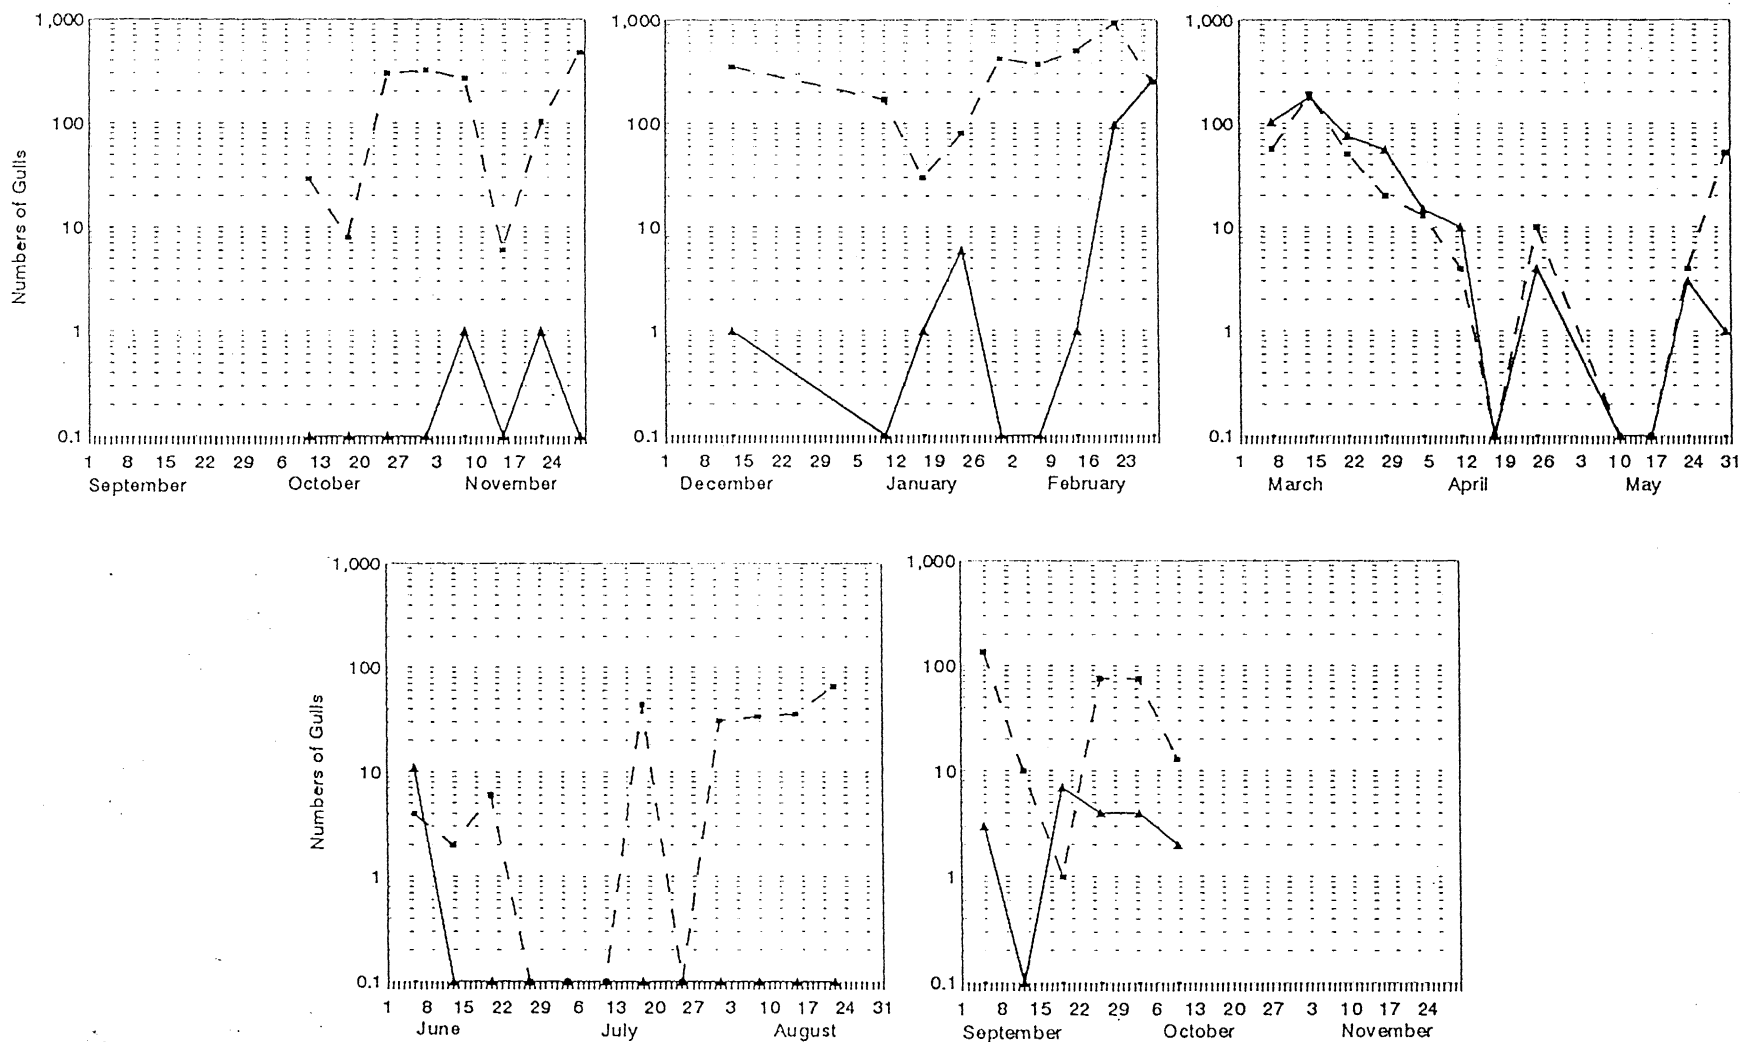 1,000
100
10
1
0.1
Numbers of Gulls
1 8 15 22 29 6 13 20 27 3 10 17 24
September October November
1,000
100
10
1
0.1
1 8 15 22 29 5 12 19 26 2 9 16 23
December January February
1,000
100
10
1
0.1
1 8 15 22 29 5 12 19 26 3 10 17 24 31
March April May
1,000
100
10
1
0.1
Numbers of Gulls
1 8 15 22 29 6 13 20 27 3 10 17 24 31
June July August
1,000
100
10
1
0.1
1 8 15 22 29 6 13 20 27 3 10 17 24
September October November